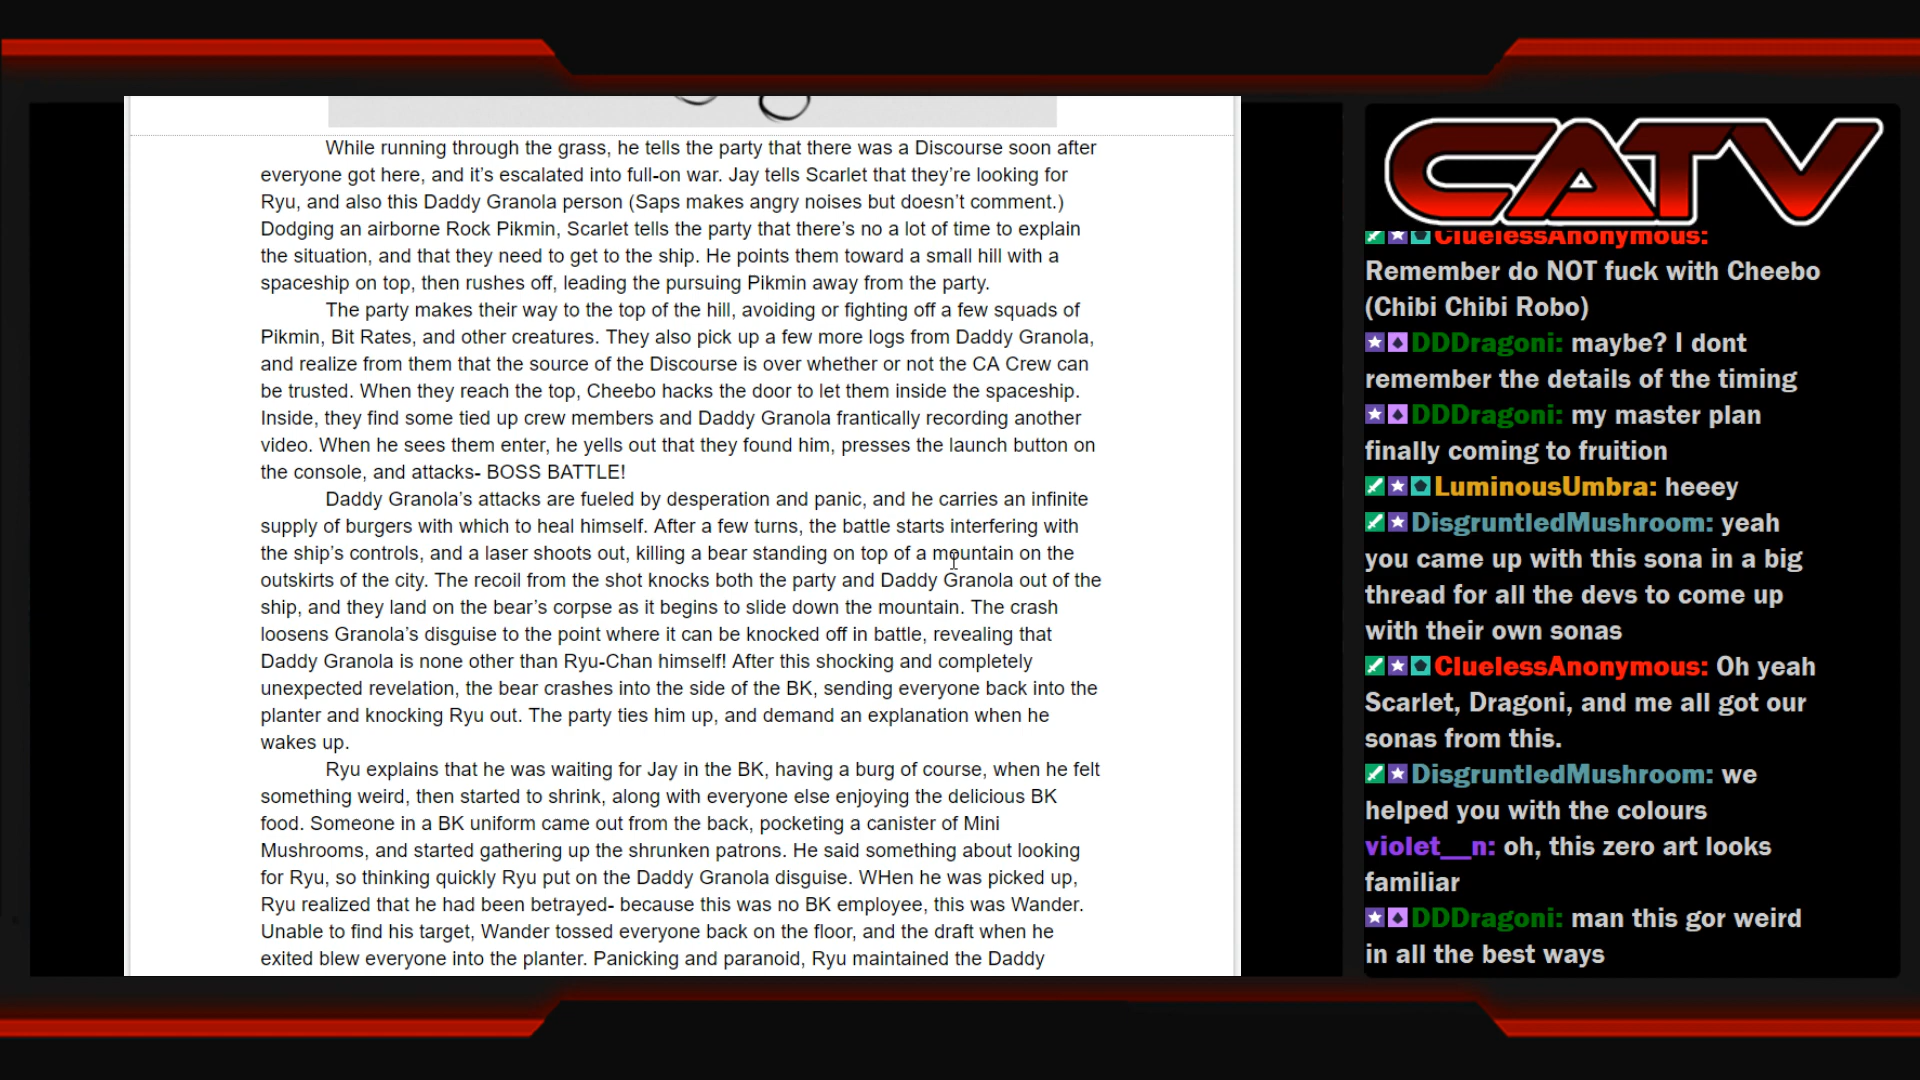 While running through the grass, he tells the party that there was a Discourse soon after
everyone got here, and it's escalated into full-on war. Jay tells Scarlet that they're looking for
Ryu, and also this Daddy Granola person (Saps makes angry noises but doesn't comment.)
Dodging an airborne Rock Pikmin, Scarlet tells the party that there's no a lot of time to explain
the situation, and that they need to get to the ship. He points them toward a small hill with a
spaceship on top, then rushes off, leading the pursuing Pikmin away from the party.
The party makes their way to the top of the hill, avoiding or fighting off a few squads of
Pikmin, Bit Rates, and other creatures. They also pick up a few more logs from Daddy Granola,
and realize from them that the source of the Discourse is over whether or not the CA Crew can
be trusted. When they reach the top, Cheebo hacks the door to let them inside the spaceship.
Inside, they find some tied up crew members and Daddy Granola frantically recording another
video. When he sees them enter, he yells out that they found him, presses the launch button on
the console, and attacks- BOSS BATTLE!
Daddy Granola's attacks are fueled by desperation and panic, and he carries an infinite
supply of burgers with which to heal himself. After a few turns, the battle starts interfering with
the ship's controls, and a laser shoots out, killing a bear standing on top of a mountain on the
outskirts of the city. The recoil from the shot knocks both the party and Daddy Granola out of the
ship, and they land on the bear's corpse as it begins to slide down the mountain. The crash
loosens Granola's disguise to the point where it can be knocked off in battle, revealing that
Daddy Granola is none other than Ryu-Chan himself! After this shocking and completely
unexpected revelation, the bear crashes into the side of the BK, sending everyone back into the
planter and knocking Ryu out. The party ties him up, and demand an explanation when he
wakes up.
Ryu explains that he was waiting for Jay in the BK, having a burg of course, when he felt
something weird, then started to shrink, along with everyone else enjoying the delicious BK
food. Someone in a BK uniform came out from the back, pocketing a canister of Mini
Mushrooms, and started gathering up the shrunken patrons. He said something about looking
for Ryu, so thinking quickly Ryu put on the Daddy Granola disguise. WHen he was picked up,
Ryu realized that he had been betrayed- because this was no BK employee, this was Wander.
Unable to find his target, Wander tossed everyone back on the floor, and the draft when he
exited blew everyone into the planter. Panicking and paranoid, Ryu maintained the Daddy
CATV
CluelessAnonymous:
Remember do NOT fuck with Cheebo
(Chibi Chibi Robo)
DDDragoni: maybe? I dont
remember the details of the timing
DDDragoni: my master plan
finally coming to fruition
LuminousUmbra: heeey
DisgruntledMushroom: yeah
you came up with this sona in a big
thread for all the devs to come up
with their own sonas
CluelessAnonymous: Oh yeah
Scarlet, Dragoni, and me all got our
sonas from this.
DisgruntledMushroom: we
helped you with the colours
violet__n: oh, this zero art looks
familiar
DDDragoni: man this gor weird
in all the best ways